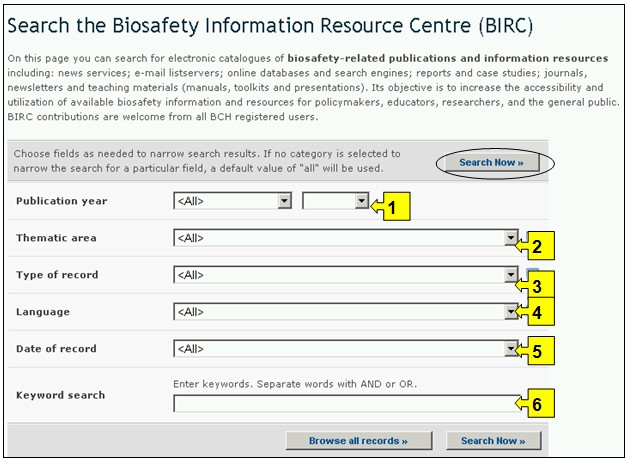 Search the Biosafety Information Resource Centre (BIRC)
On this page you can search for electronic catalogues of biosafety-related publications and information resources
including: news services; e-mail listservers; online databases and search engines; reports and case studies; journals,
newsletters and teaching materials (manuals, toolkits and presentations). Its objective is to increase the accessibility and
utilization of available biosafety information and resources for policymakers, educators, researchers, and the general public.
BIRC contributions are welcome from all BCH registered users.
Choose fields as needed to narrow search results. If no category is selected to
narrow the search for a particular field, a default value of "all" will be used.
Search Now »
Publication year <All> 1
Thematic area <All> 2
Type of record <All> 3
Language <All> 4
Date of record <All> 5
Enter keywords. Separate words with AND or OR.
Keyword search 6
Browse all records » Search Now »